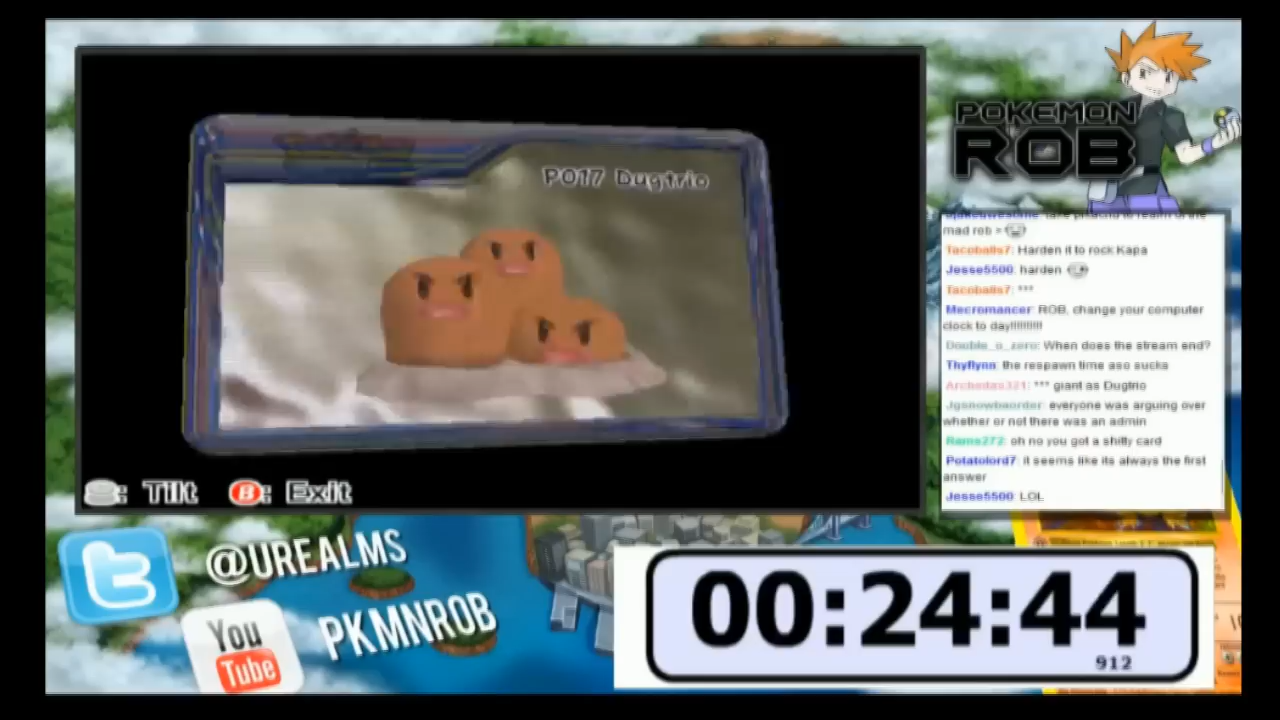 P017 Dugtrio
8: Tilt B: Exit
POKEMON
ROB
mad rob >
Tacoballs7: Harden it to rock Kapa
Jesse5500: harden
Tacoballs7: ***
Mecromancer: ROB, change your computer
clock to day!!!!!!!!!!
Double_o_zero: When does the stream end?
Thyflynn: the respawn time aso sucks
Archedas321: *** giant as Dugtrio
Jgsnowboarder: everyone was arguing over
whether or not there was an admin
Rams272: oh no you got a shitty card
Potatolord7: it seems like its always the first
answer
Jesse5500: LOL
@UREALMS
You
Tube
PKMNROB
00:24:44
912